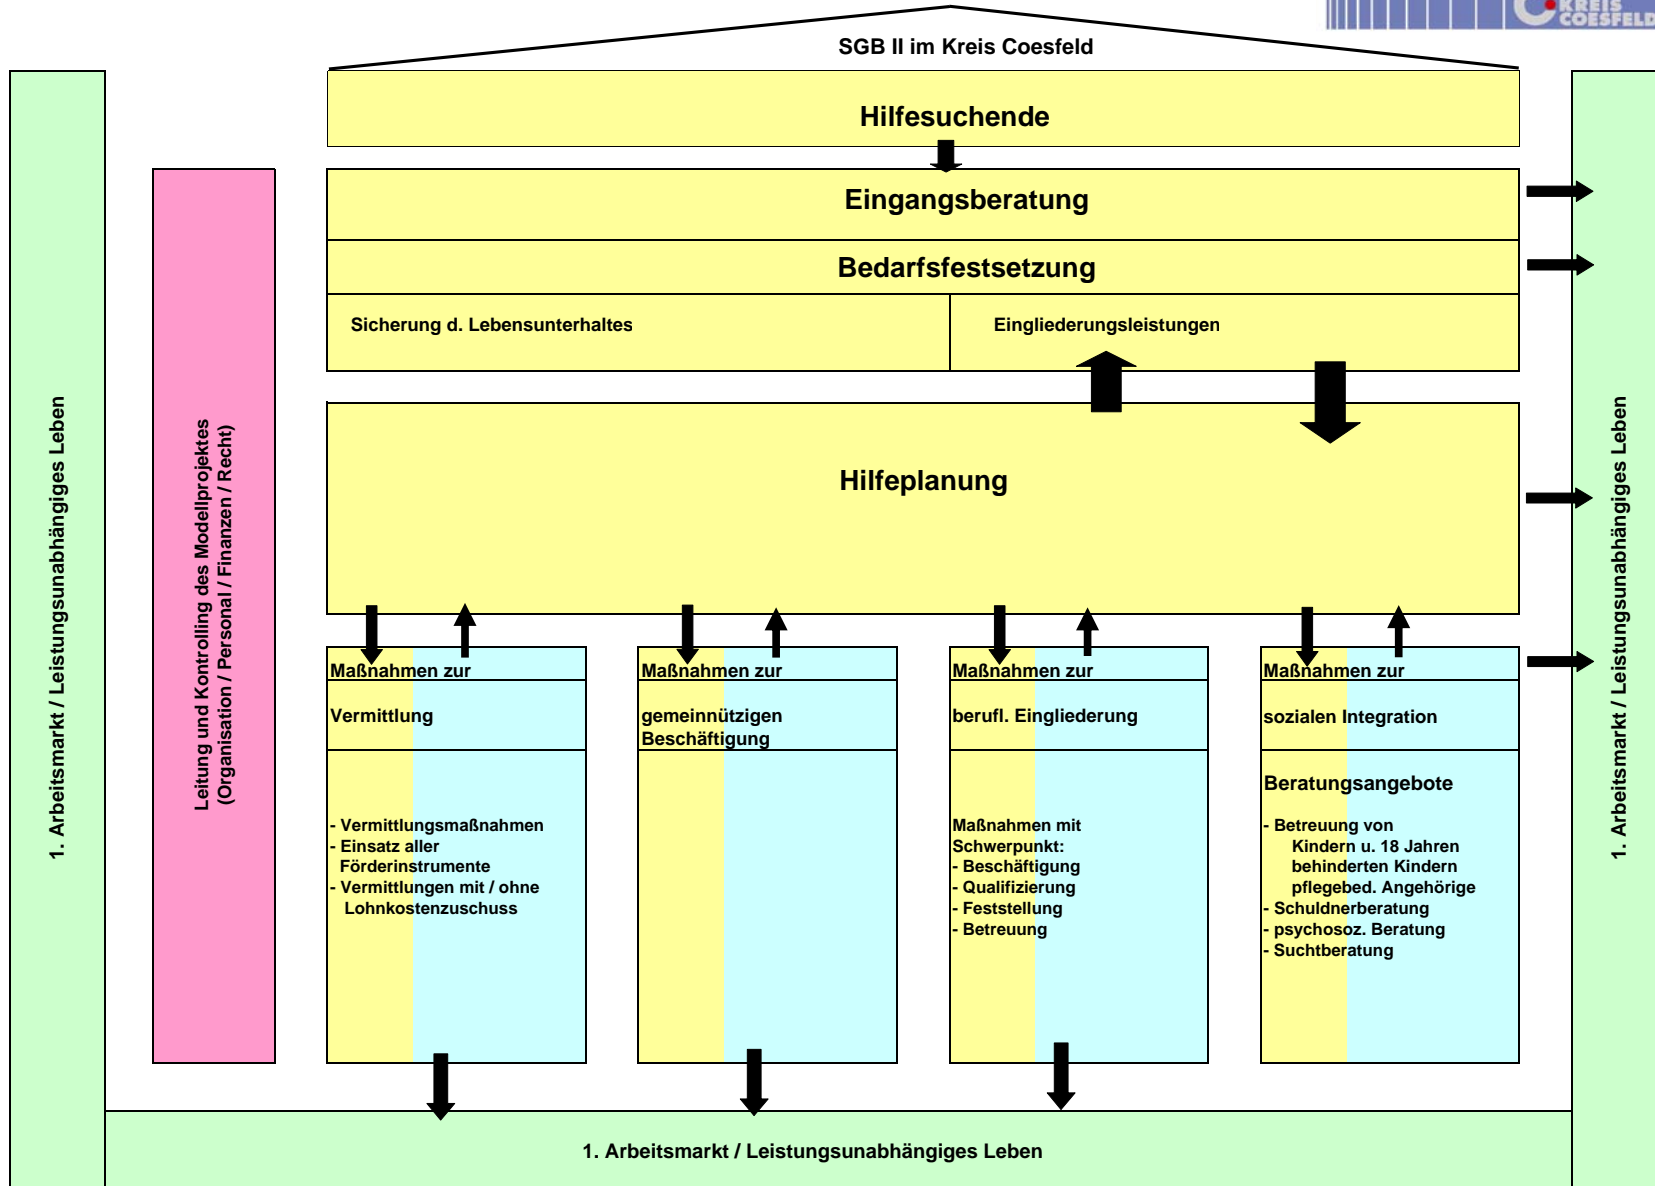 KREIS
COESFELD
SGB II im Kreis Coesfeld
Hilfesuchende
Eingangsberatung
Bedarfsfestsetzung
Sicherung d. Lebensunterhaltes
Eingliederungsleistungen
Hilfeplanung
1. Arbeitsmarkt / Leistungsunabhängiges Leben
Leitung und Kontrolling des Modellprojektes
(Organisation / Personal / Finanzen / Recht)
Maßnahmen zur
Vermittlung
- Vermittlungsmaßnahmen
- Einsatz aller
Förderinstrumente
- Vermittlungen mit / ohne
Lohnkostenzuschuss
Maßnahmen zur
gemeinnützigen
Beschäftigung
Maßnahmen zur
berufl. Eingliederung
Maßnahmen mit
Schwerpunkt:
- Beschäftigung
- Qualifizierung
- Feststellung
- Betreuung
Maßnahmen zur
sozialen Integration
Beratungsangebote
- Betreuung von
Kindern u. 18 Jahren
behinderten Kindern
pflegebed. Angehörige
- Schuldnerberatung
- psychosoz. Beratung
- Suchtberatung
1. Arbeitsmarkt / Leistungsunabhängiges Leben
1. Arbeitsmarkt / Leistungsunabhängiges Leben